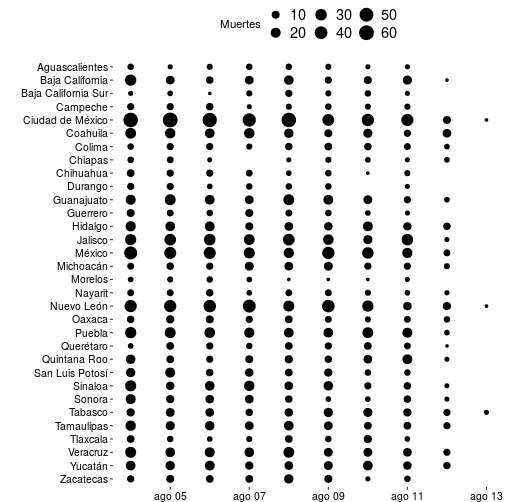 Muertes 10 30 50
20 40 60
Aguascalientes
Baja California
Baja California Sur
Campeche
Ciudad de México
Coahuila
Colima
Chiapas
Chihuahua
Durango
Guanajuato
Guerrero
Hidalgo
Jalisco
México
Michoacán
Morelos
Nayarit
Nuevo León
Oaxaca
Puebla
Querétaro
Quintana Roo
San Luis Potosí
Sinaloa
Sonora
Tabasco
Tamaulipas
Tlaxcala
Veracruz
Yucatán
Zacatecas
ago 05 ago 07 ago 09 ago 11 ago 13